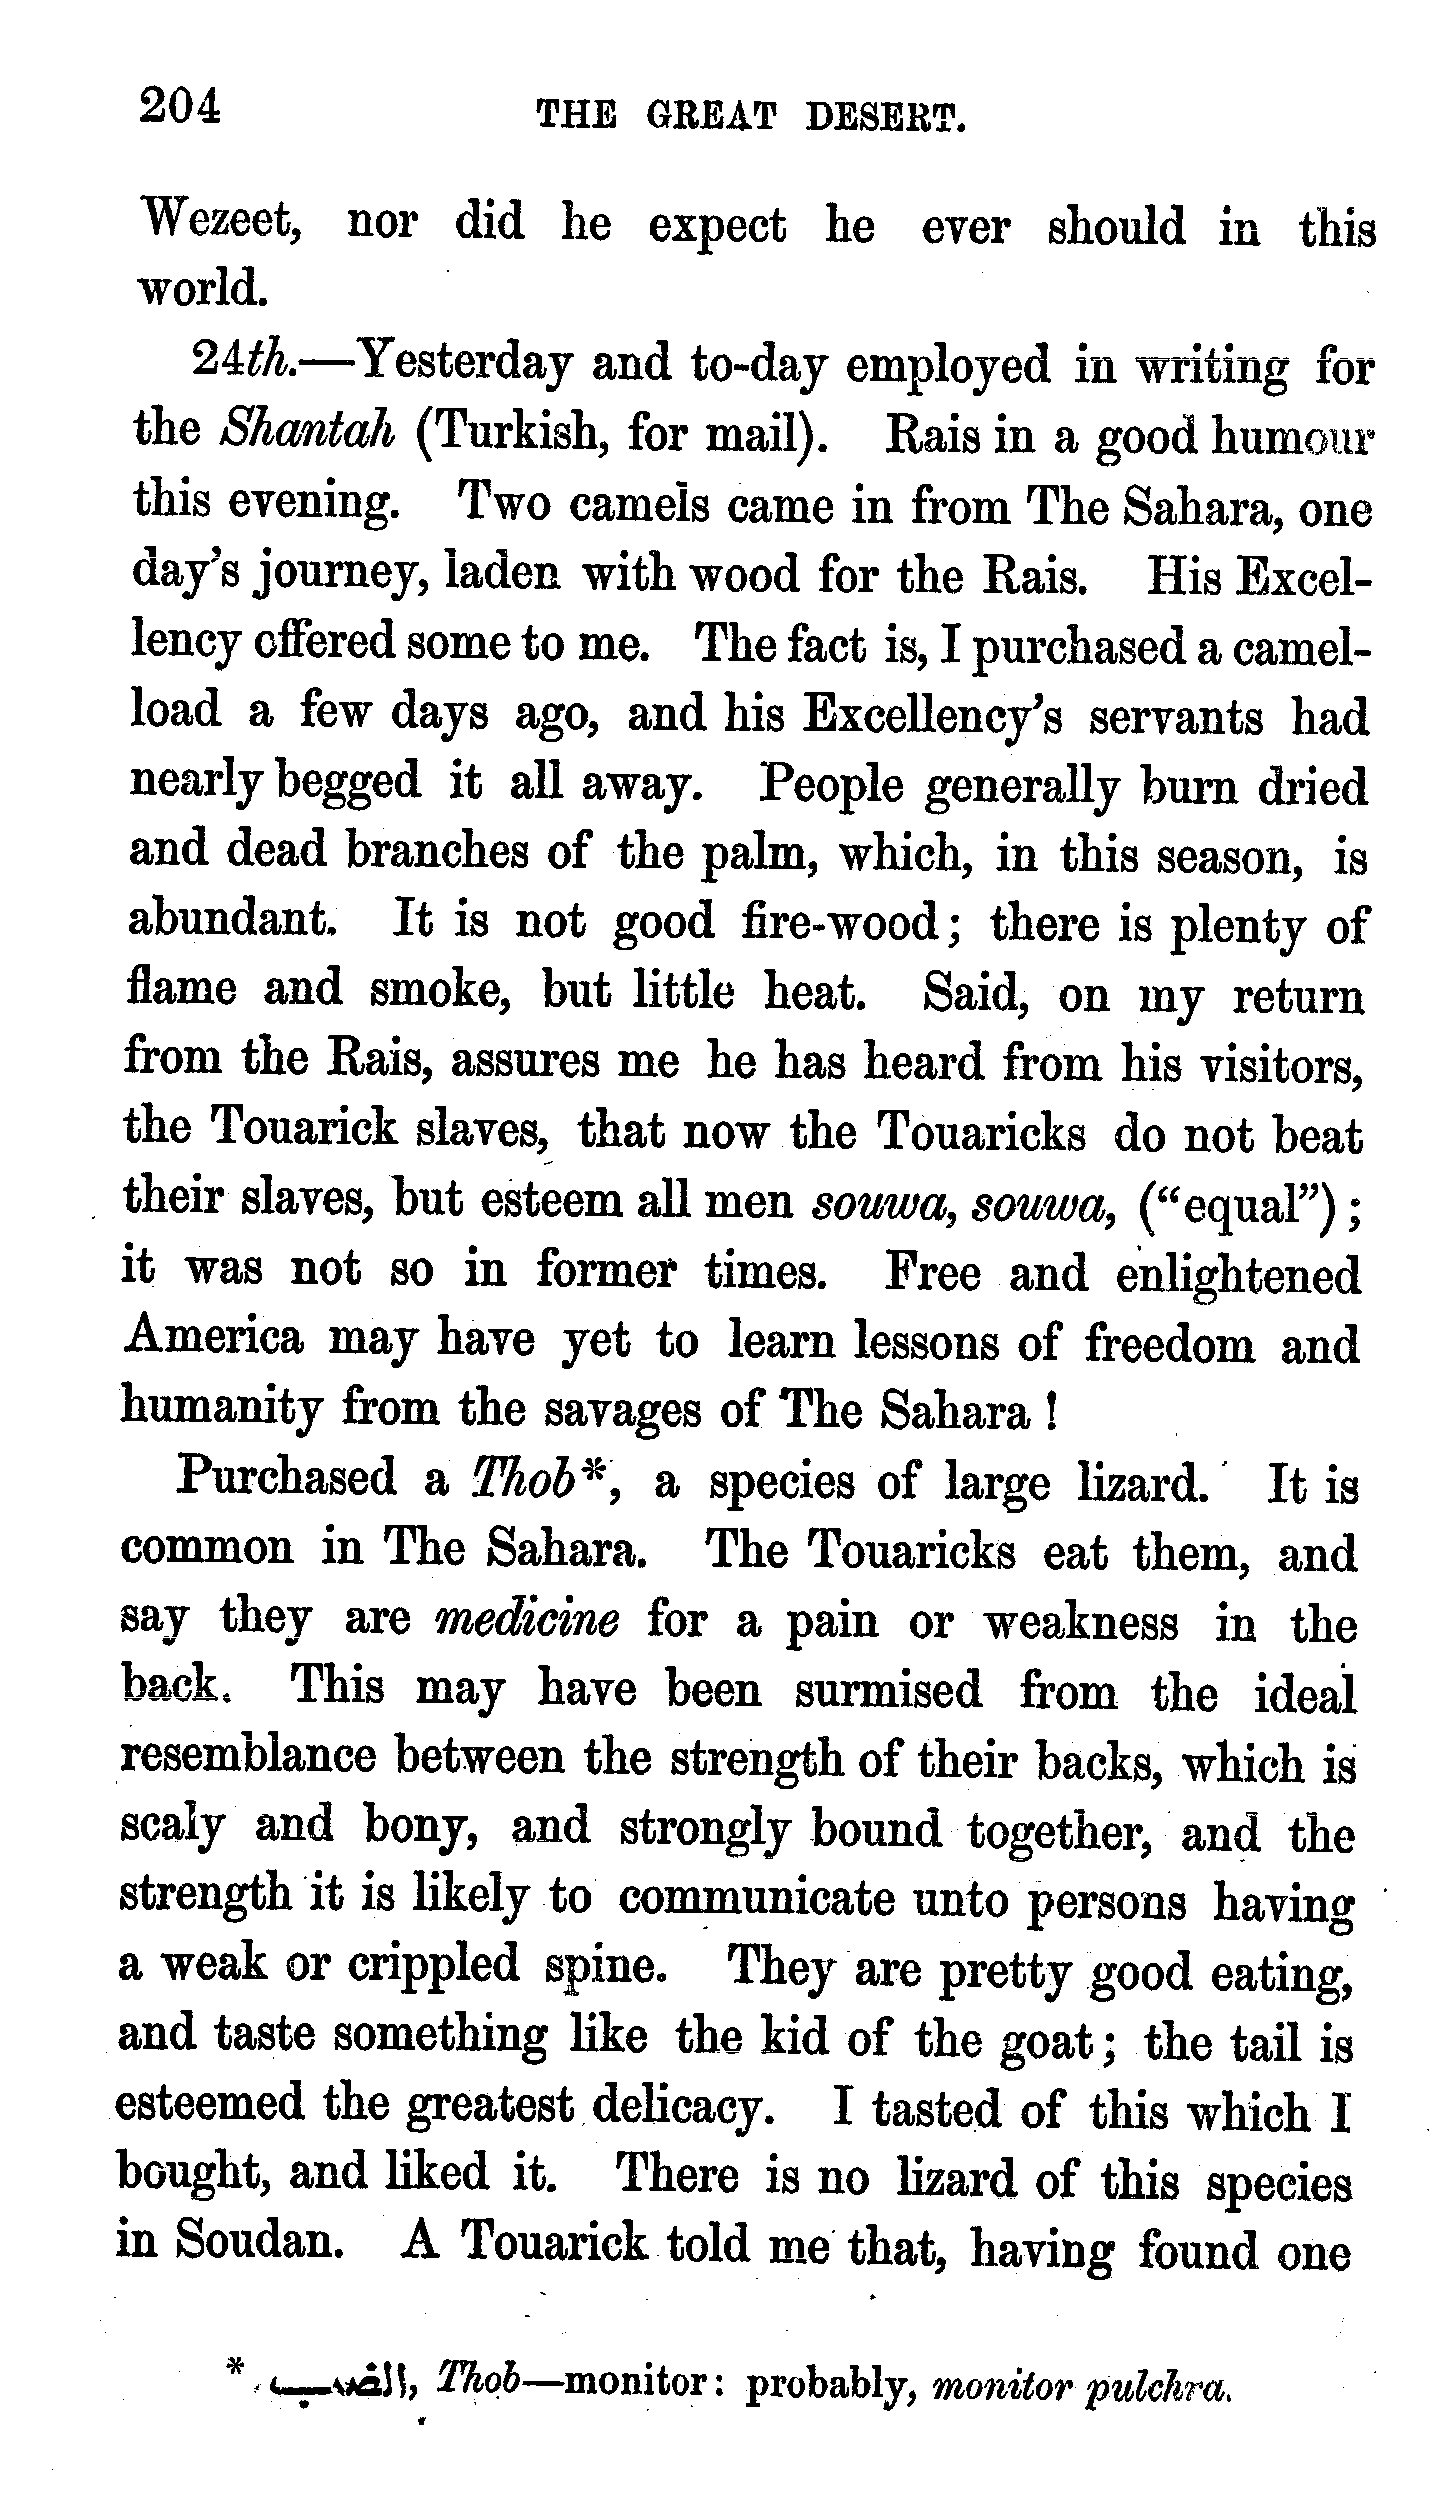 204 THE GREAT DESERT.
Wezeet, nor did he expect he ever should in this
world.
24th.—Yesterday and to-day employed in writing for
the Shantah (Turkish, for mail). Rais in a good humour
this evening. Two camels came in from The Sahara, one
day's journey, laden with wood for the Rais. His Excel-
lency offered some to me. The fact is, I purchased a camel-
load a few days ago, and his Excellency's servants had
nearly begged it all away. People generally burn dried
and dead branches of the palm, which, in this season, is
abundant. It is not good fire-wood; there is plenty of
flame and smoke, but little heat. Said, on my return
from the Rais, assures me he has heard from his visitors,
the Touarick slaves, that now the Touaricks do not beat
their slaves, but esteem all men souwa, souwa, ("equal");
it was not so in former times. Free and enlightened
America may have yet to learn lessons of freedom and
humanity from the savages of The Sahara!
Purchased a Thob*, a species of large lizard. It is
common in The Sahara. The Touaricks eat them, and
say they are medicine for a pain or weakness in the
back. This may have been surmised from the ideal
resemblance between the strength of their backs, which is
scaly and bony, and strongly bound together, and the
strength it is likely to communicate unto persons having
a weak or crippled spine. They are pretty good eating,
and taste something like the kid of the goat; the tail is
esteemed the greatest delicacy. I tasted of this which I
bought, and liked it. There is no lizard of this species
in Soudan. A Touarick told me that, having found one
* الضب, Thob—monitor: probably, monitor pulchra.